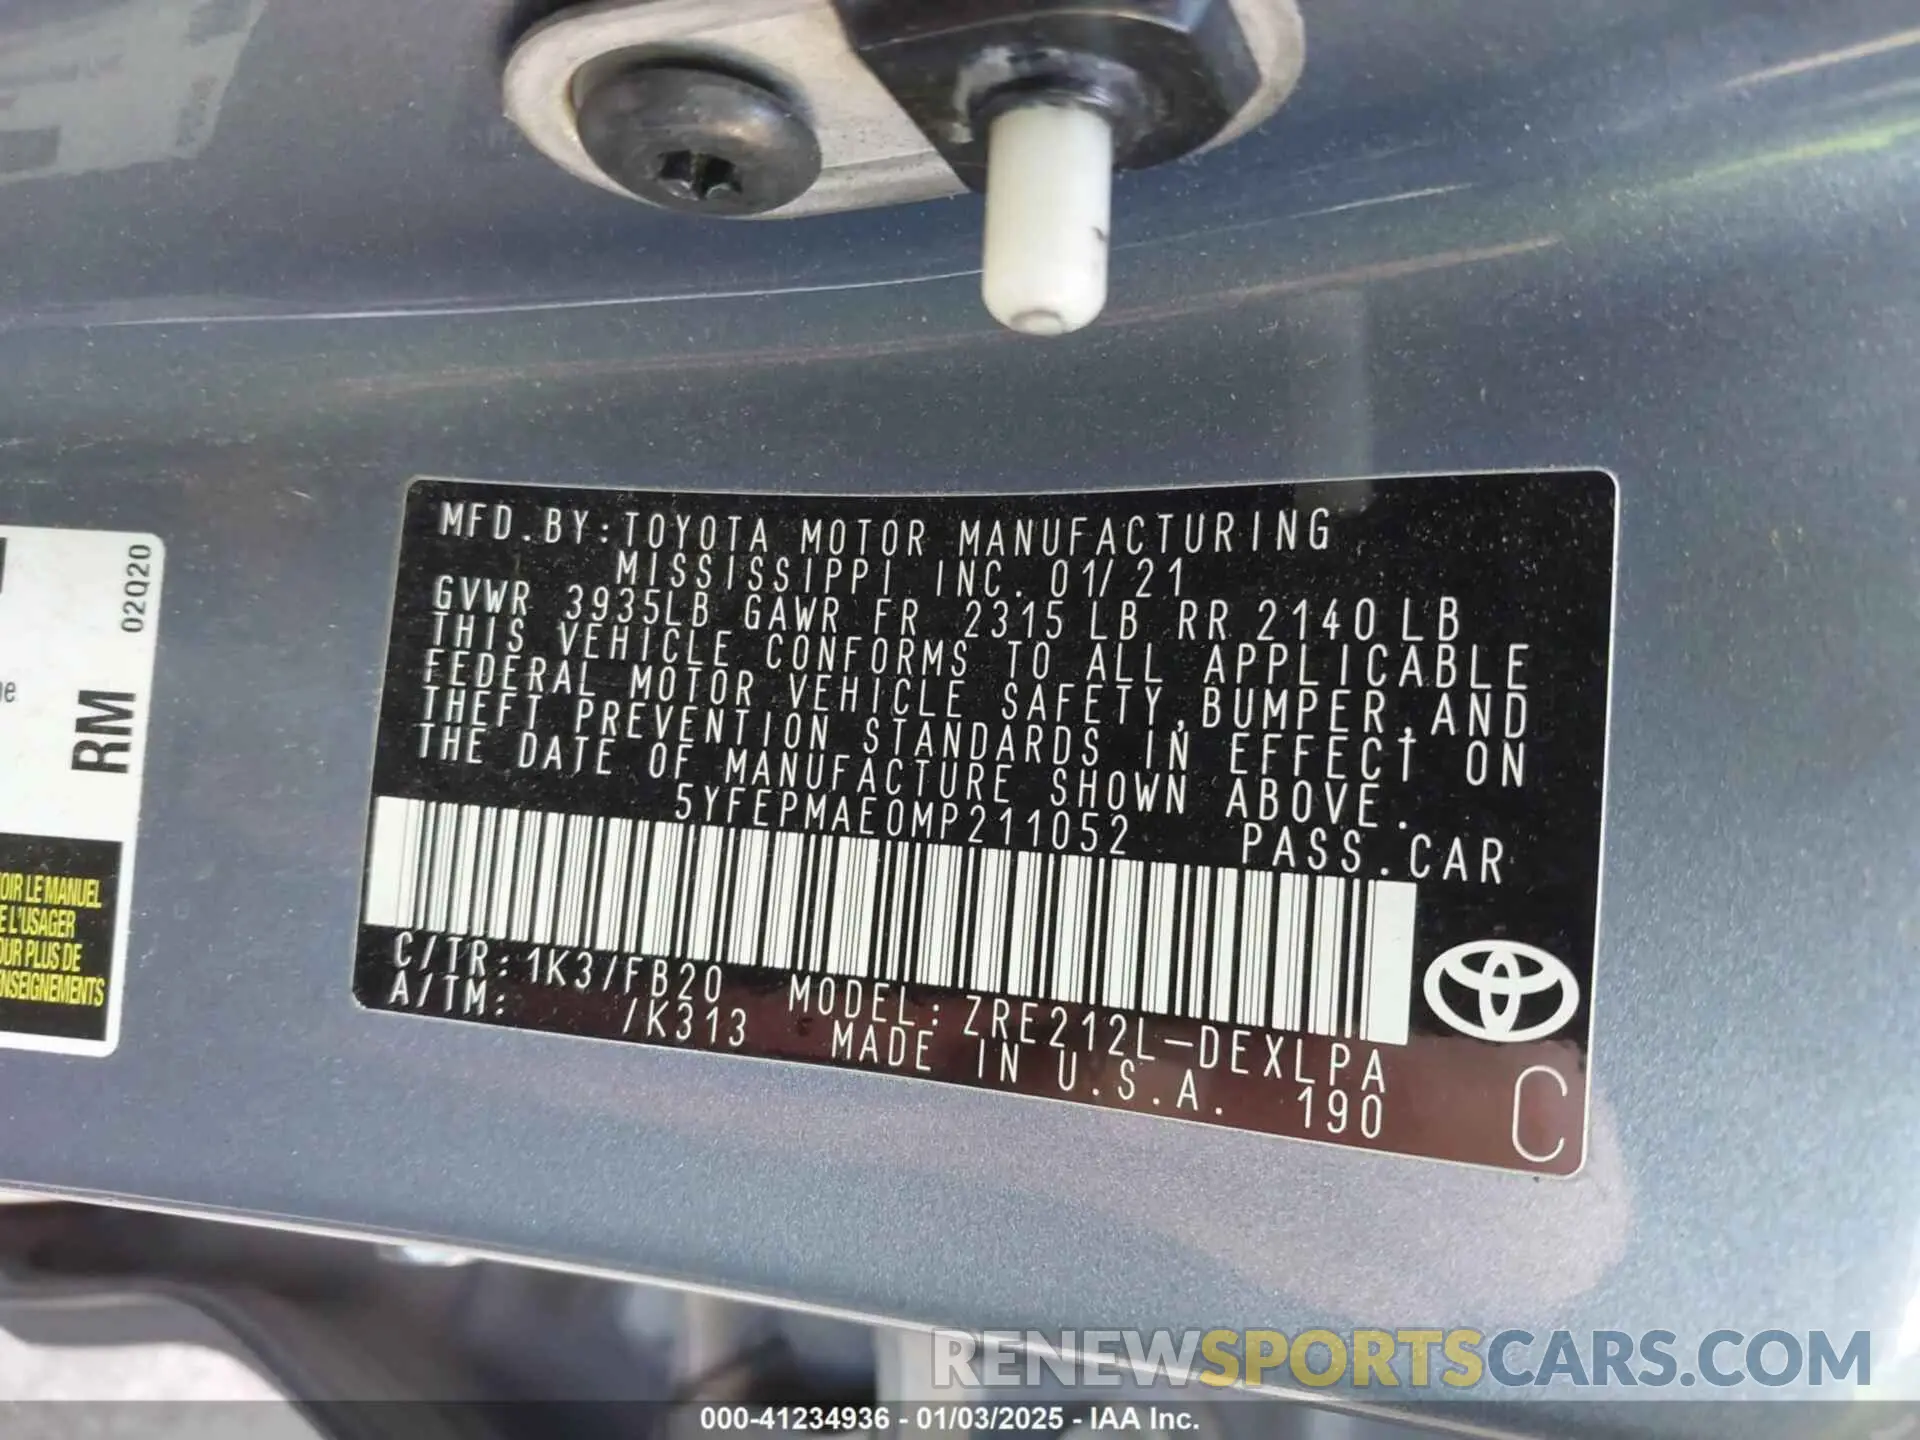 MFD.BY:TOYOTA MOTOR MANUFACTURING
MISSISSIPPI INC. 01/21
GVWR 3935LB GAWR FR 2315LB RR 2140LB
THIS VEHICLE CONFORMS TO ALL APPLICABLE
FEDERAL MOTOR VEHICLE SAFETY,BUMPER,AND
THEFT PREVENTION STANDARDS IN EFFECT ON
THE DATE OF MANUFACTURE SHOWN ABOVE.
5YFEPMAE0MP211052 PASS.CAR
C/TR:1K3/FB20 MODEL:ZRE212L-DEXLPA
A/TM: /K313 MADE IN U.S.A. 190
C
02Q20
RM
OIR LE MANUEL
E L'USAGER
OUR PLUS DE
ENSEIGNEMENTS
RENEWSPORTSCARS.COM
000-41234936 - 01/03/2025 - IAA Inc.